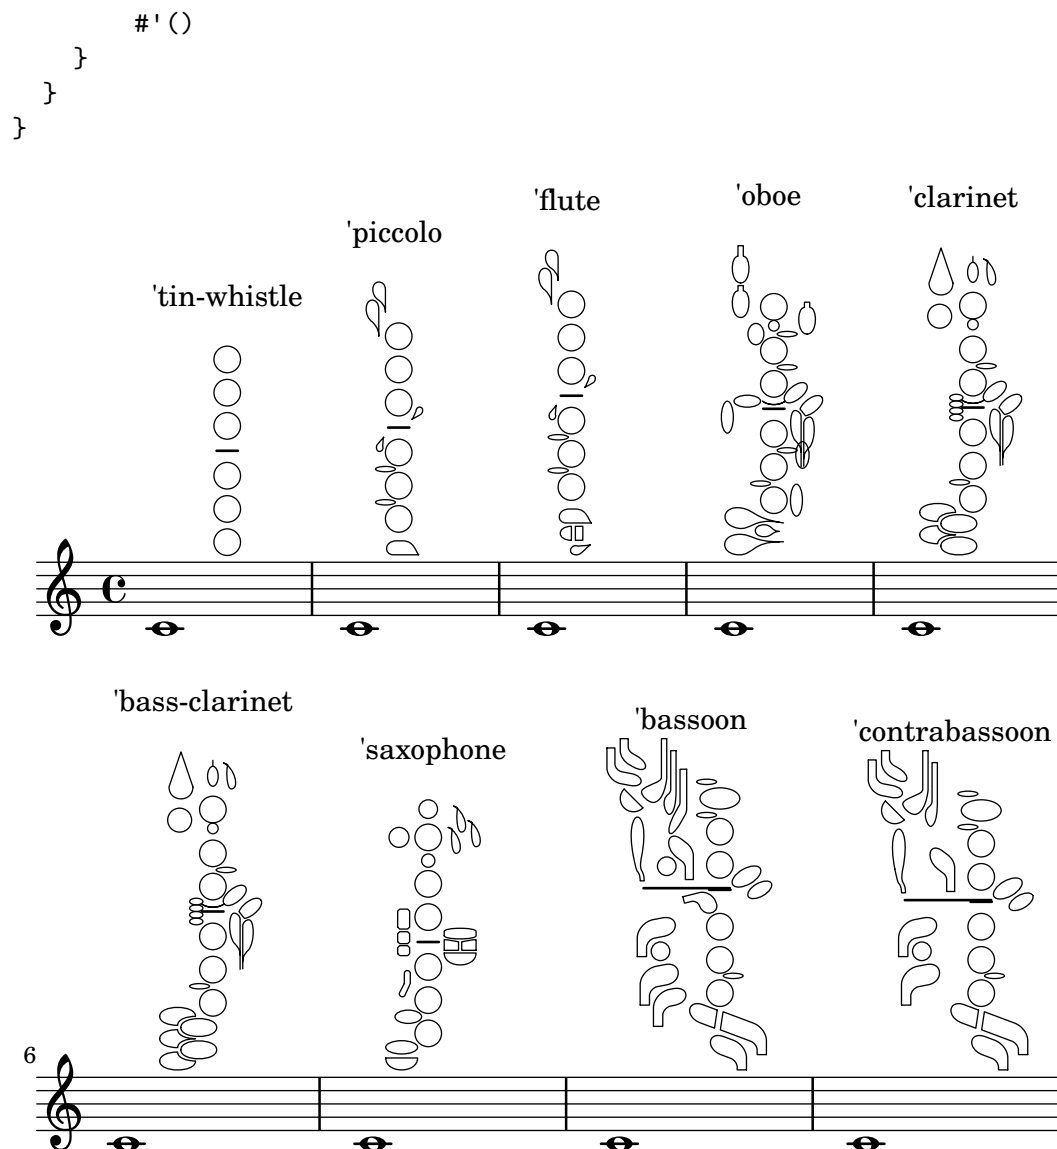 #'()
}
}
}
'tin-whistle
'piccolo
'flute
'oboe
'clarinet
'bass-clarinet
'saxophone
'bassoon
'contrabassoon
6